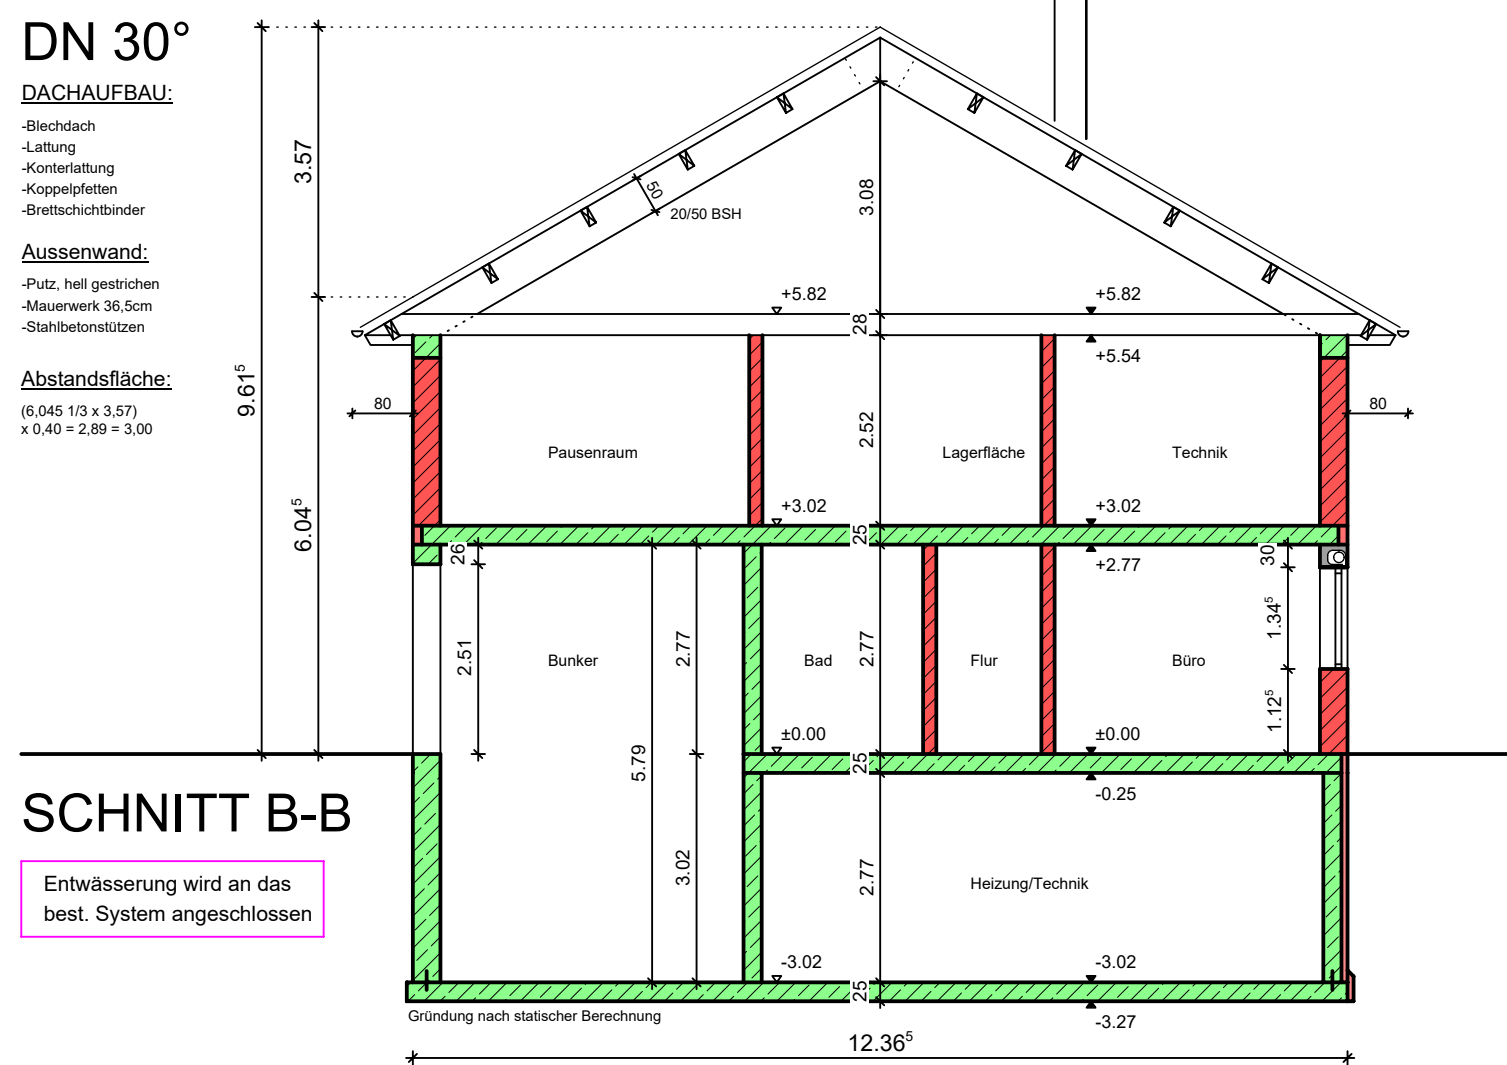 DN 30°
DACHAUFBAU:
-Blechdach
-Lattung
-Konterlattung
-Koppelpfetten
-Brettschichtbinder
Aussenwand:
-Putz, hell gestrichen
-Mauerwerk 36,5cm
-Stahlbetonstützen
Abstandsfläche:
(6,045 1/3 x 3,57)
x 0,40 = 2,89 = 3,00
9.61⁵
3.57
6.04⁵
50
20/50 BSH
3.08
+5.82
+5.82
28
+5.54
80
80
2.52
Pausenraum
Lagerfläche
Technik
+3.02
+3.02
25
26
+2.77
30
2.51
Bunker
2.77
Bad
2.77
Flur
Büro
1.34⁵
1.12⁵
±0.00
±0.00
5.79
25
-0.25
SCHNITT B-B
Entwässerung wird an das
best. System angeschlossen
3.02
2.77
Heizung/Technik
-3.02
-3.02
25
Gründung nach statischer Berechnung
-3.27
12.36⁵